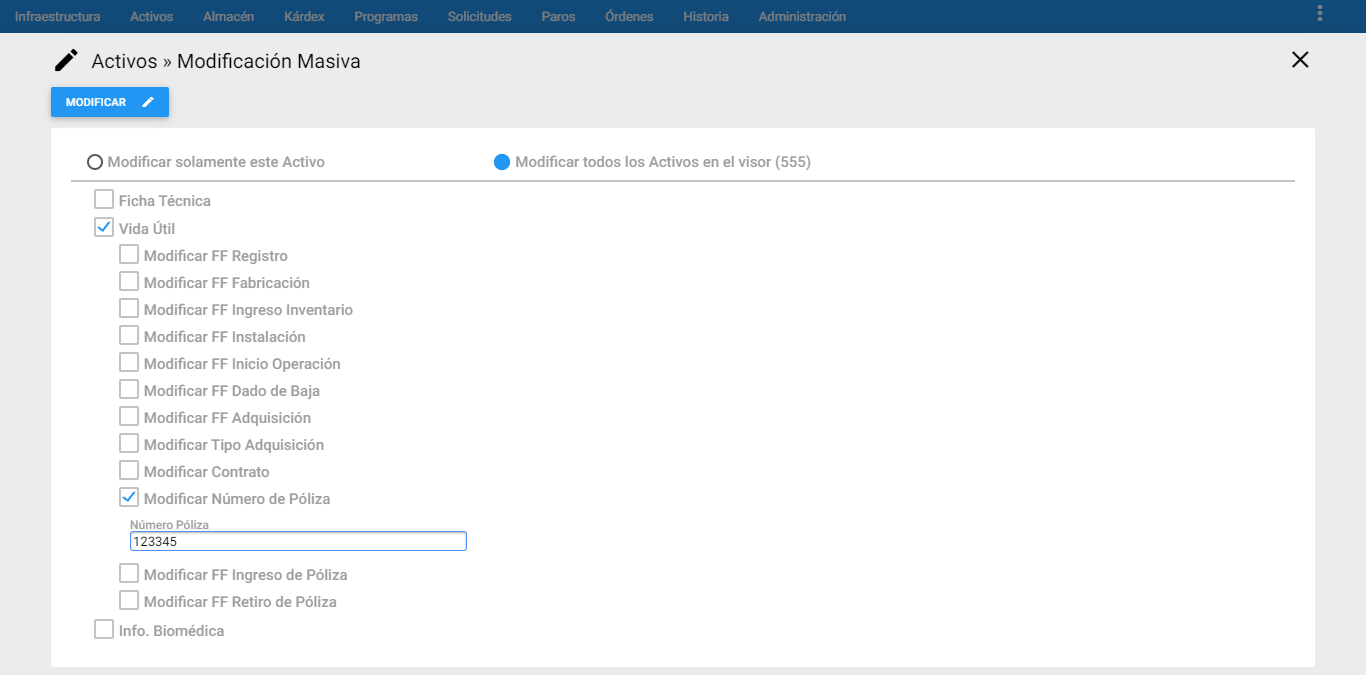 Infraestructura Activos Almacén Kárdex Programas Solicitudes Paros Órdenes Historia Administración
Activos » Modificación Masiva
MODIFICAR
Modificar solamente este Activo Modificar todos los Activos en el visor (555)
Ficha Técnica
Vida Útil
Modificar FF Registro
Modificar FF Fabricación
Modificar FF Ingreso Inventario
Modificar FF Instalación
Modificar FF Inicio Operación
Modificar FF Dado de Baja
Modificar FF Adquisición
Modificar Tipo Adquisición
Modificar Contrato
Modificar Número de Póliza
Número Póliza
123345
Modificar FF Ingreso de Póliza
Modificar FF Retiro de Póliza
Info. Biomédica